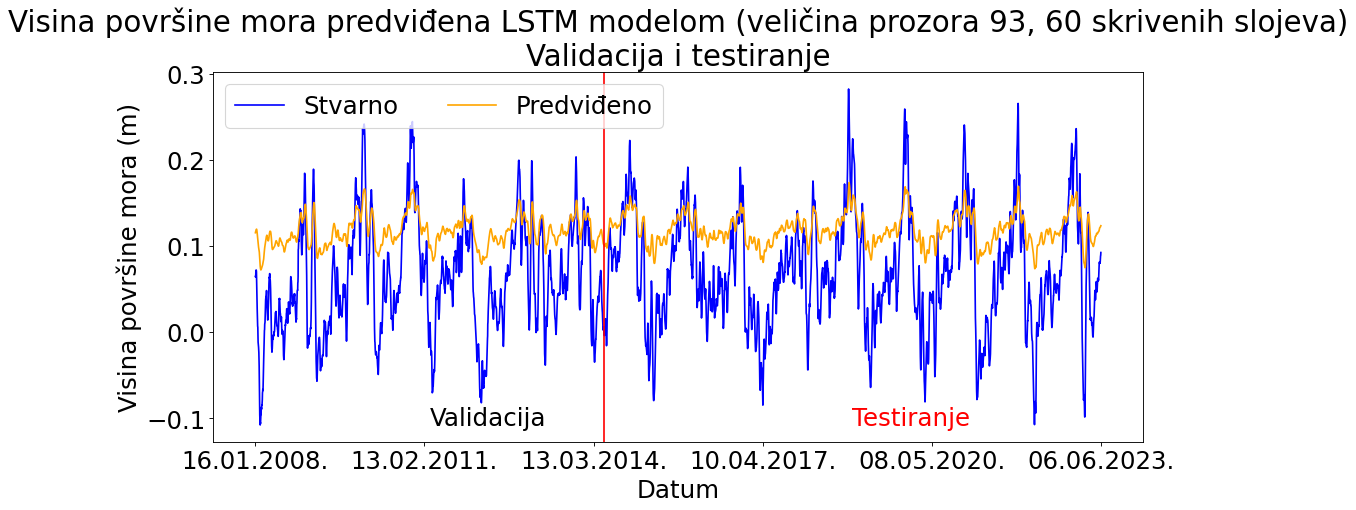 Visina površine mora predviđena LSTM modelom (veličina prozora 93, 60 skrivenih slojeva)
Validacija i testiranje
Stvarno
Predviđeno
Visina površine mora (m)
0.3
0.2
0.1
0.0
−0.1
Validacija
Testiranje
16.01.2008.
13.02.2011.
13.03.2014.
10.04.2017.
08.05.2020.
06.06.2023.
Datum